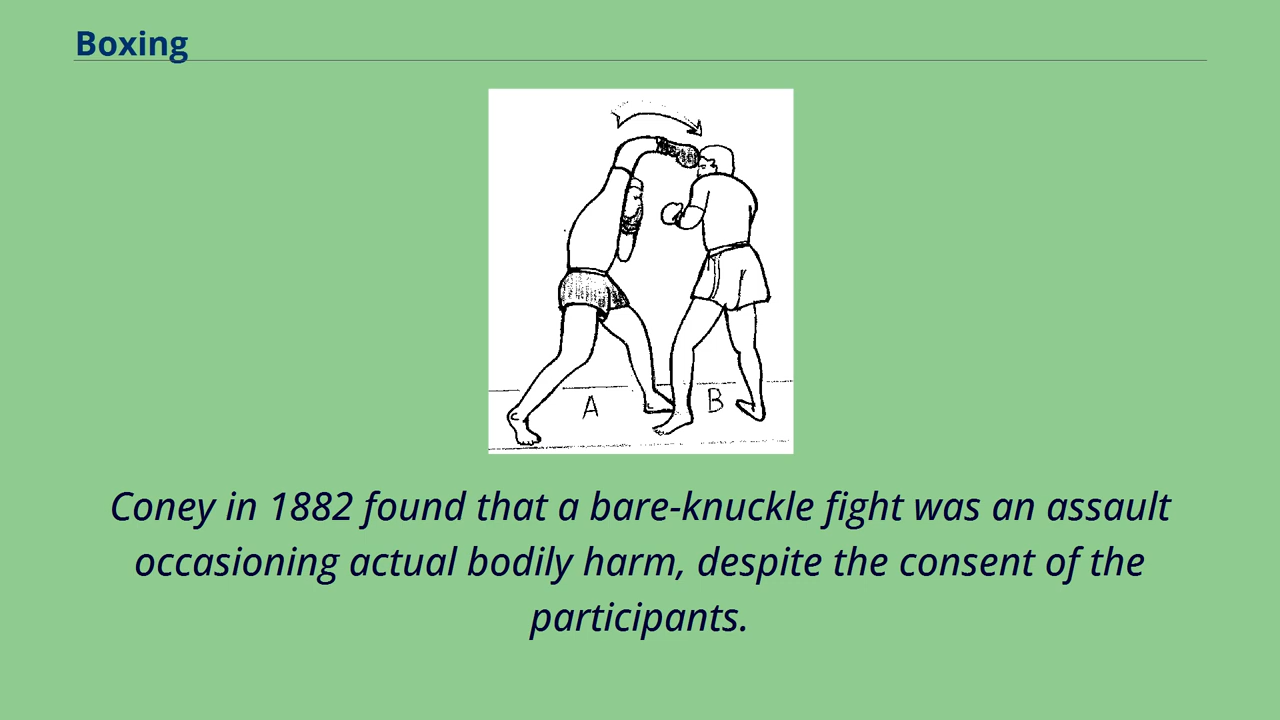 Boxing
A
B
Coney in 1882 found that a bare-knuckle fight was an assault
occasioning actual bodily harm, despite the consent of the
participants.